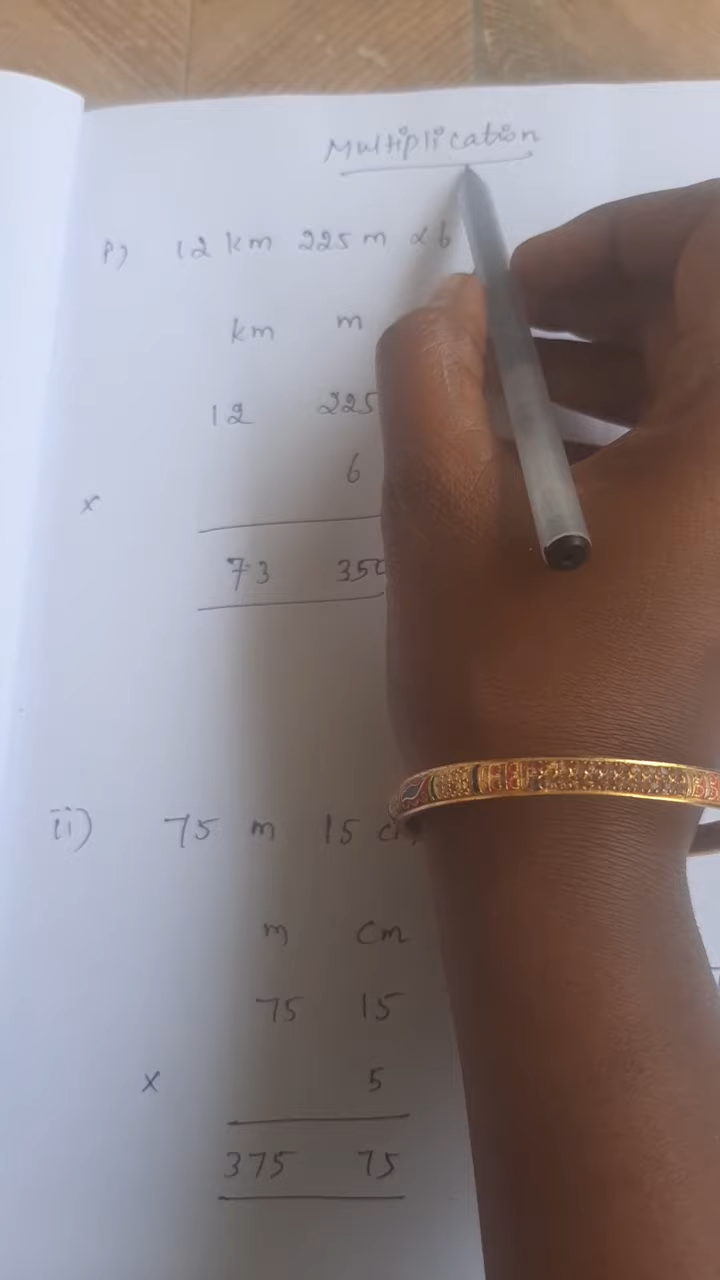 Multiplication
i) 12 km 225 m x 6
km m
12 225
6
x
73 350
ii) 75 m 15 cm
m cm
75 15
x 5
375 75